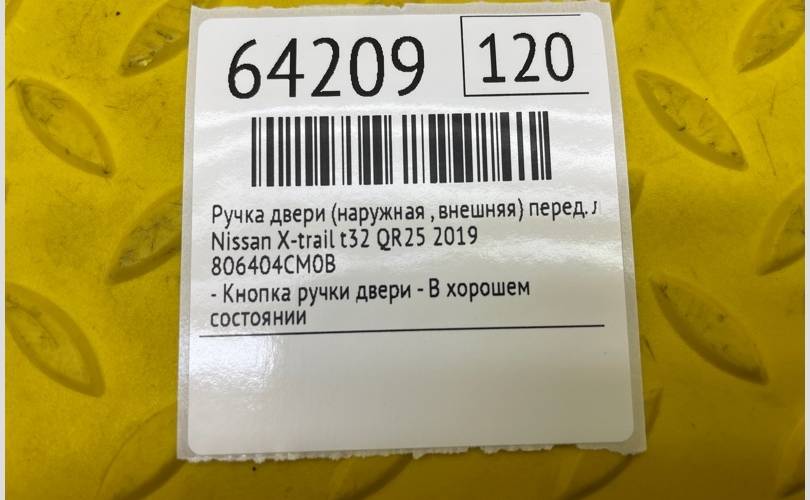 64209
120
Ручка двери (наружная , внешняя) перед. л
Nissan X-trail t32 QR25 2019
806404CM0B
- Кнопка ручки двери - В хорошем
состоянии